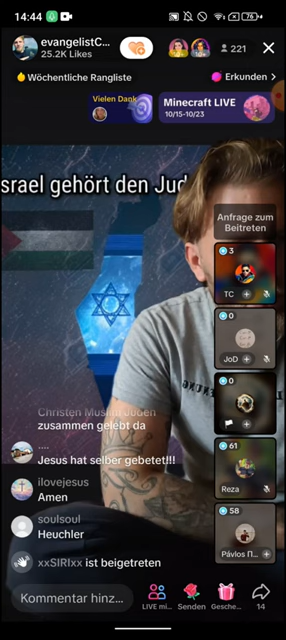 14:44
76
evangelistC...
25.2K Likes
221
Wöchentliche Rangliste
Erkunden >
Vielen Dank
Minecraft LIVE
10/15-10/23
srael gehört den Jud
Anfrage zum
Beitreten
3
TC
0
JoD
0
61
Reza
58
Pávlos Π...
Christen Muslim Juden
zusammen gelebt da
....
Jesus hat selber gebetet!!!
ilovejesus
Amen
soulsoul
Heuchler
xxSIRIxx ist beigetreten
Kommentar hinz...
LIVE mi...
Senden
Gesche...
14